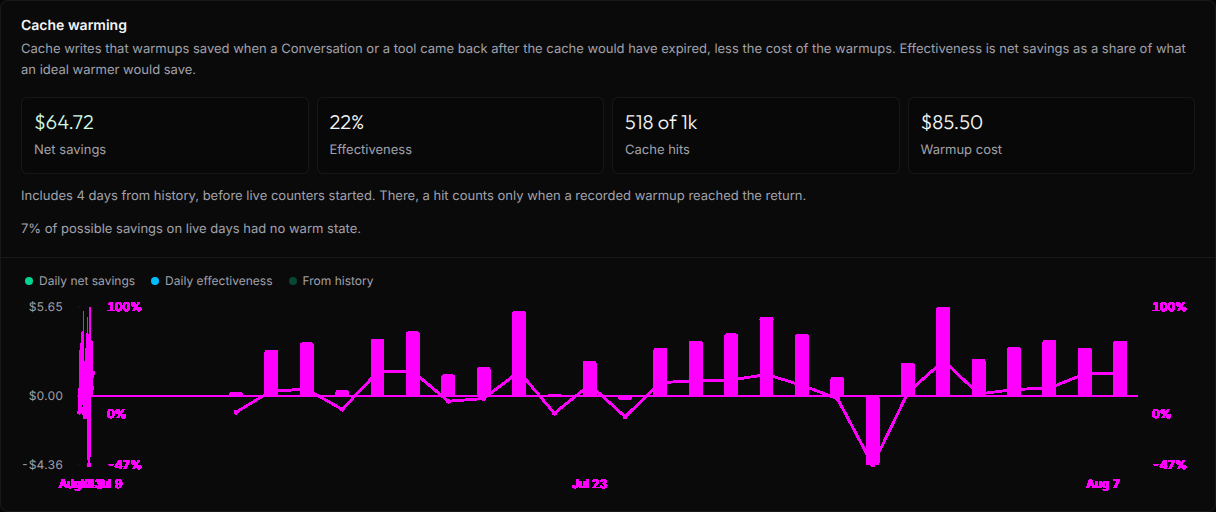 Cache warming
Cache writes that warmups saved when a Conversation or a tool came back after the cache would have expired, less the cost of the warmups. Effectiveness is net savings as a share of what
an ideal warmer would save.
$64.72
Net savings
22%
Effectiveness
518 of 1k
Cache hits
$85.50
Warmup cost
Includes 4 days from history, before live counters started. There, a hit counts only when a recorded warmup reached the return.
7% of possible savings on live days had no warm state.
Daily net savings
Daily effectiveness
From history
$5.65
100%
100%
$0.00
0%
0%
-$4.36
-47%
-47%
Jul 23
Aug 7